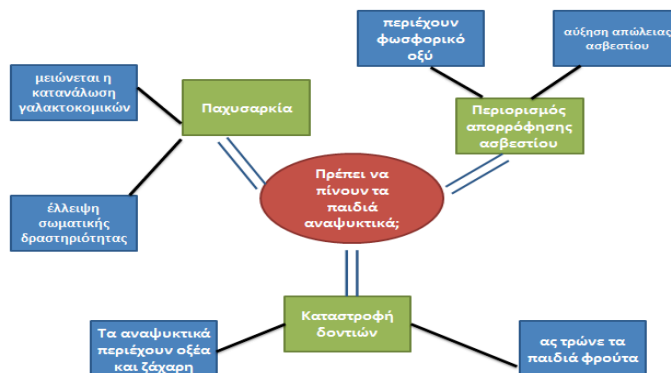 περιέχουν
φωσφορικό
οξύ
αύξηση απώλειας
ασβεστίου
μειώνεται η
κατανάλωση
γαλακτοκομικών
Παχυσαρκία
Περιορισμός
απορρόφησης
ασβεστίου
Πρέπει να
πίνουν τα
παιδιά
αναψυκτικά;
έλλειψη
σωματικής
δραστηριότητας
Καταστροφή
δοντιών
Τα αναψυκτικά
περιέχουν οξέα
και ζάχαρη
ας τρώνε τα
παιδιά φρούτα